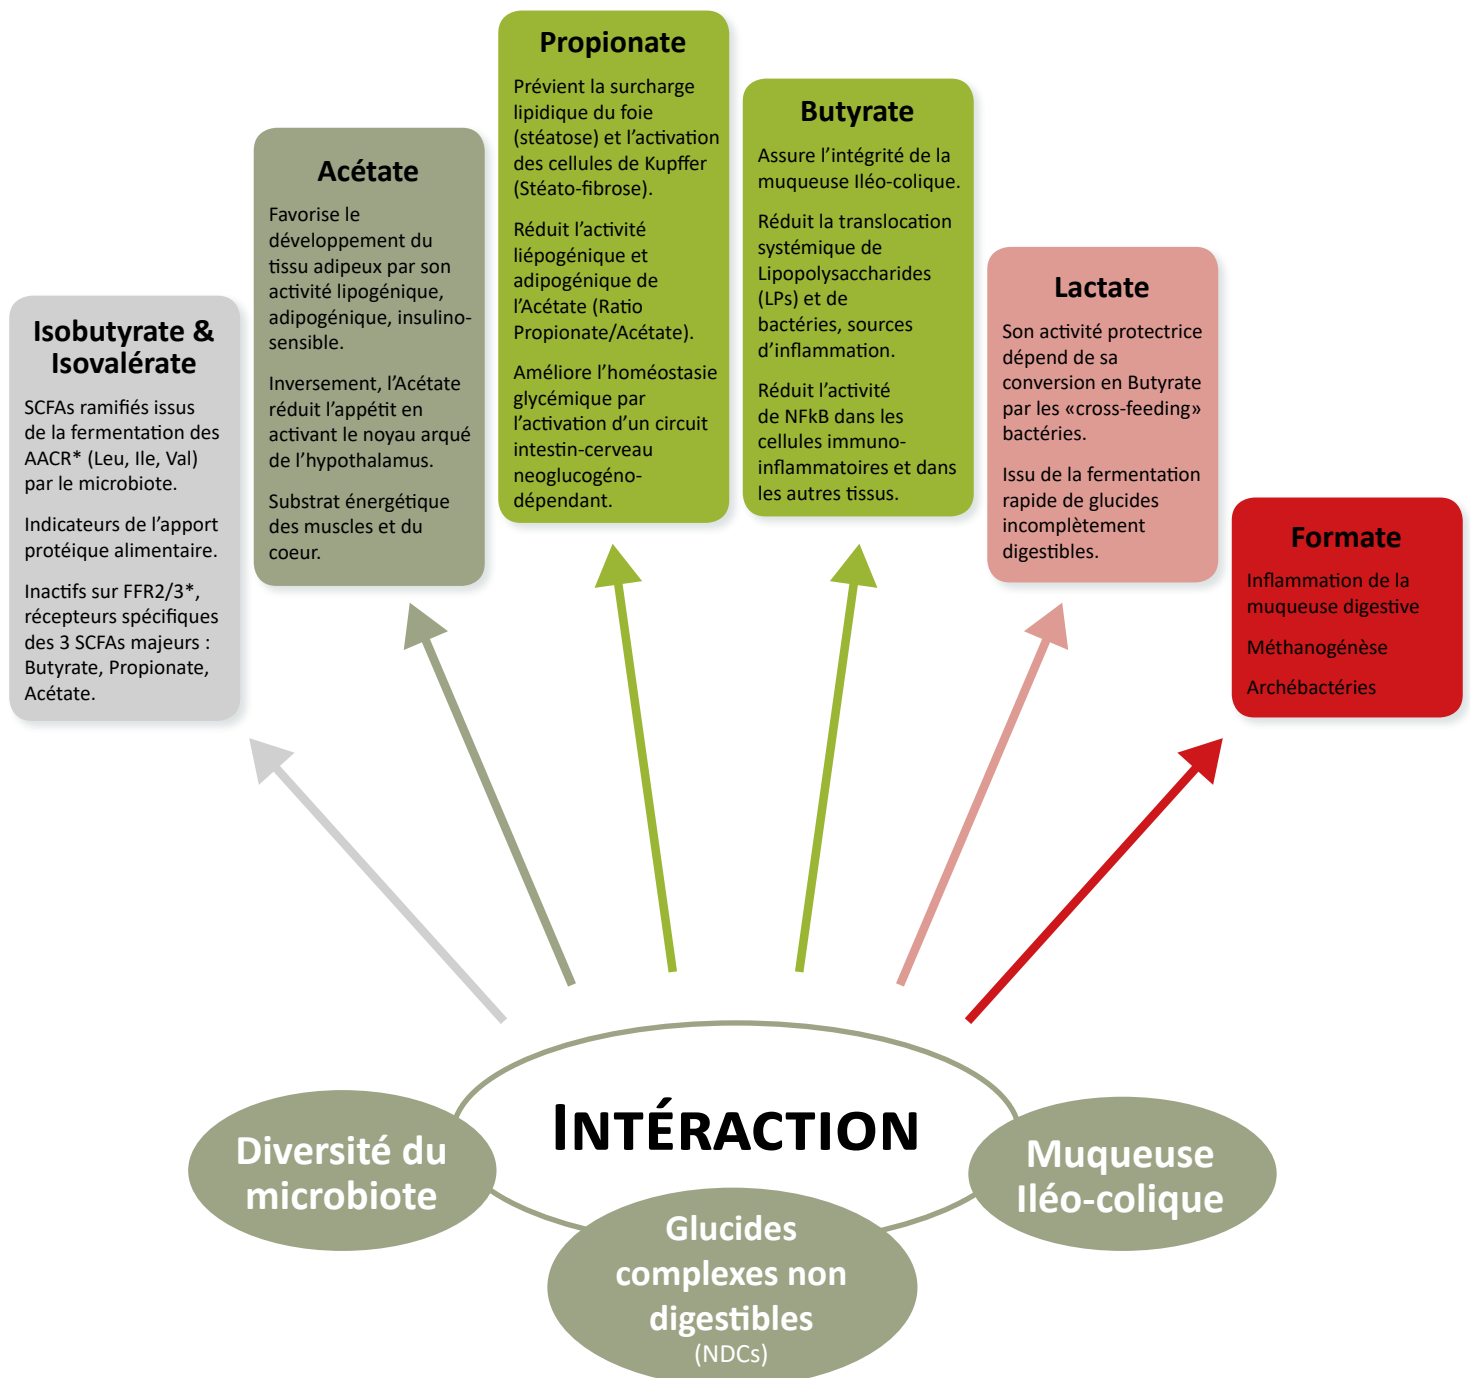 Propionate
Prévient la surcharge
lipidique du foie
(stéatose) et l'activation
des cellules de Kupffer
(Stéato-fibrose).
Réduit l'activité
liépogénique et
adipogénique de
l'Acétate (Ratio
Propionate/Acétate).
Améliore l'homéostasie
glycémique par
l'activation d'un circuit
intestin-cerveau
neoglucogéno-
dépendant.
Butyrate
Assure l'intégrité de la
muqueuse Iléo-colique.
Réduit la translocation
systémique de
Lipopolysaccharides
(LPs) et de
bactéries, sources
d'inflammation.
Réduit l'activité
de NFkB dans les
cellules immuno-
inflammatoires et dans
les autres tissus.
Acétate
Favorise le
développement du
tissu adipeux par son
activité lipogénique,
adipogénique, insulino-
sensible.
Inversement, l'Acétate
réduit l'appétit en
activant le noyau arqué
de l'hypothalamus.
Substrat énergétique
des muscles et du
coeur.
Lactate
Son activité protectrice
dépend de sa
conversion en Butyrate
par les «cross-feeding»
bactéries.
Issu de la fermentation
rapide de glucides
incomplètement
digestibles.
Isobutyrate &
Isovalérate
SCFAs ramifiés issus
de la fermentation des
AACR* (Leu, Ile, Val)
par le microbiote.
Indicateurs de l'apport
protéique alimentaire.
Inactifs sur FFR2/3*,
récepteurs spécifiques
des 3 SCFAs majeurs :
Butyrate, Propionate,
Acétate.
Formate
Inflammation de la
muqueuse digestive
Méthanogénèse
Archébactéries
INTÉRACTION
Diversité du
microbiote
Muqueuse
Iléo-colique
Glucides
complexes non
digestibles
(NDCs)